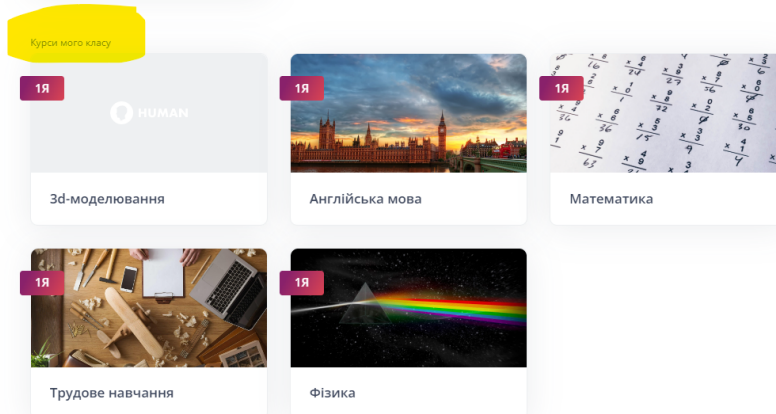 Курси мого класу
1Я
HUMAN
1Я
1Я
3d-моделювання
Англійська мова
Математика
1Я
1Я
Трудове навчання
Фізика